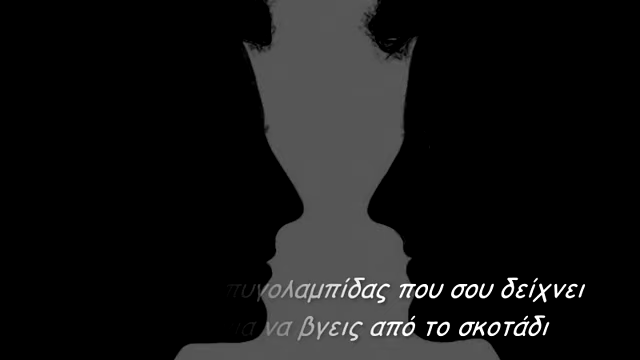 πυγολαμπίδας που σου δείχνει
να βγεις από το σκοτάδι